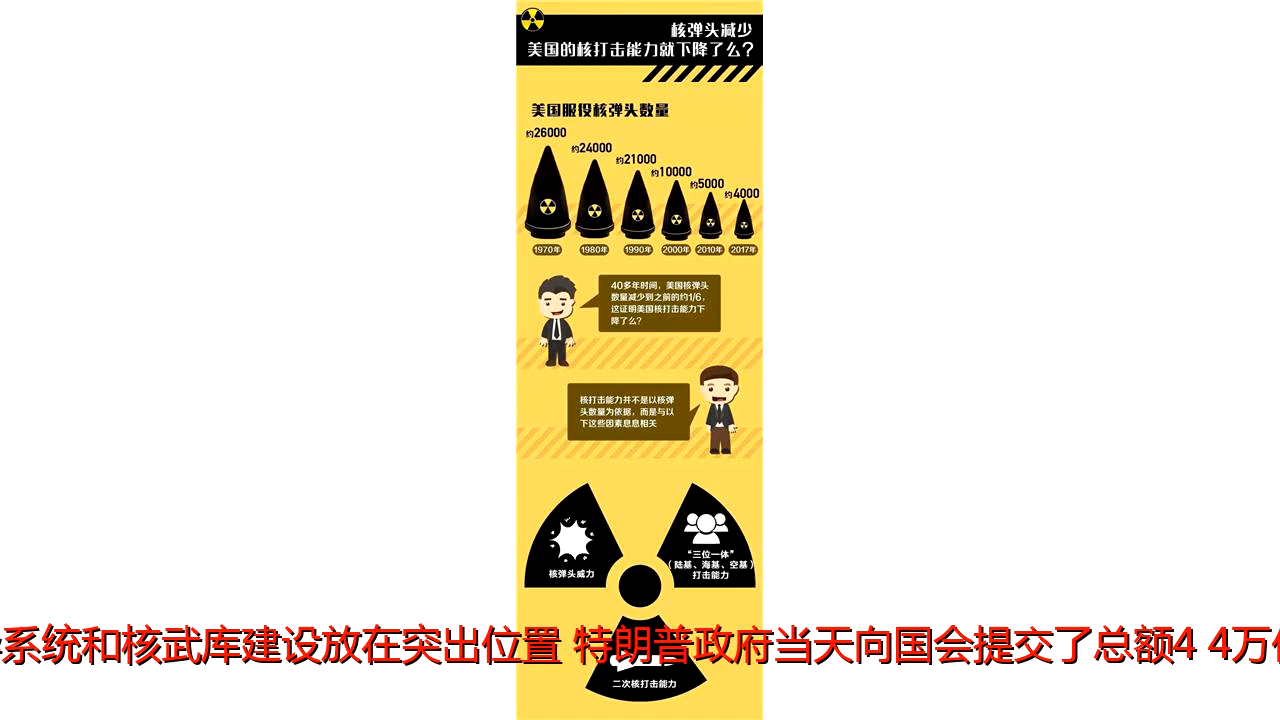 核弹头减少
美国的核打击能力就下降了么?
美国服役核弹头数量
约26000
约24000
约21000
约10000
约5000
约4000
1970年
1980年
1990年
2000年
2010年
2017年
40多年时间，美国核弹头
数量减少到之前的约1/6，
这证明美国核打击能力下
降了么?
核打击能力并不是以核弹
头数量为依据，而是与以
下这些因素息息相关
核弹头威力
“三位一体”
（陆基、海基、空基）
打击能力
系统和核武库建设放在突出位置 特朗普政府当天向国会提交了总额4 4万
二次核打击能力